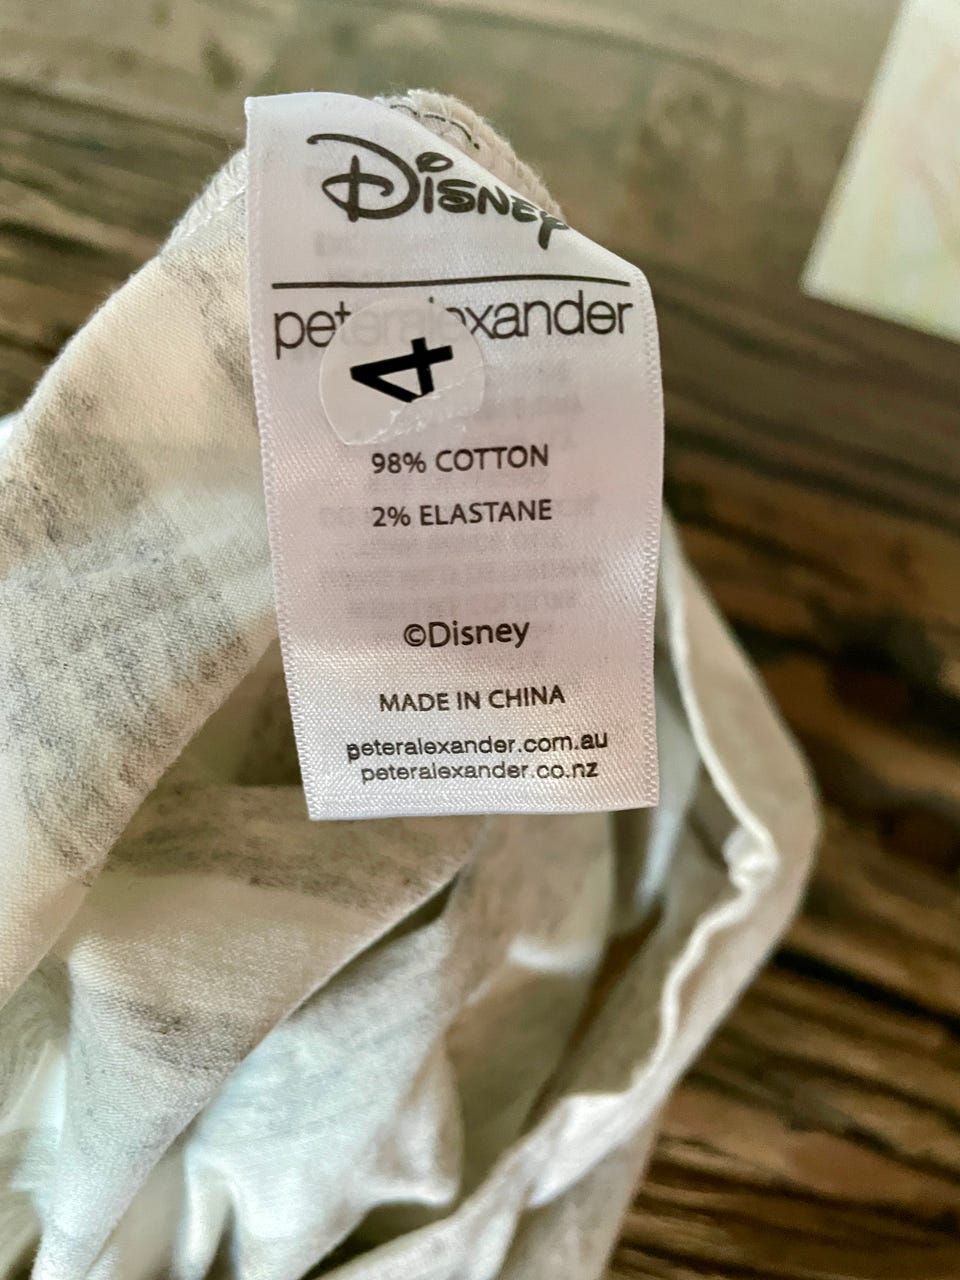 Disney
peteralexander
4
98% COTTON
2% ELASTANE
©Disney
MADE IN CHINA
peteralexander.com.au
peteralexander.co.nz